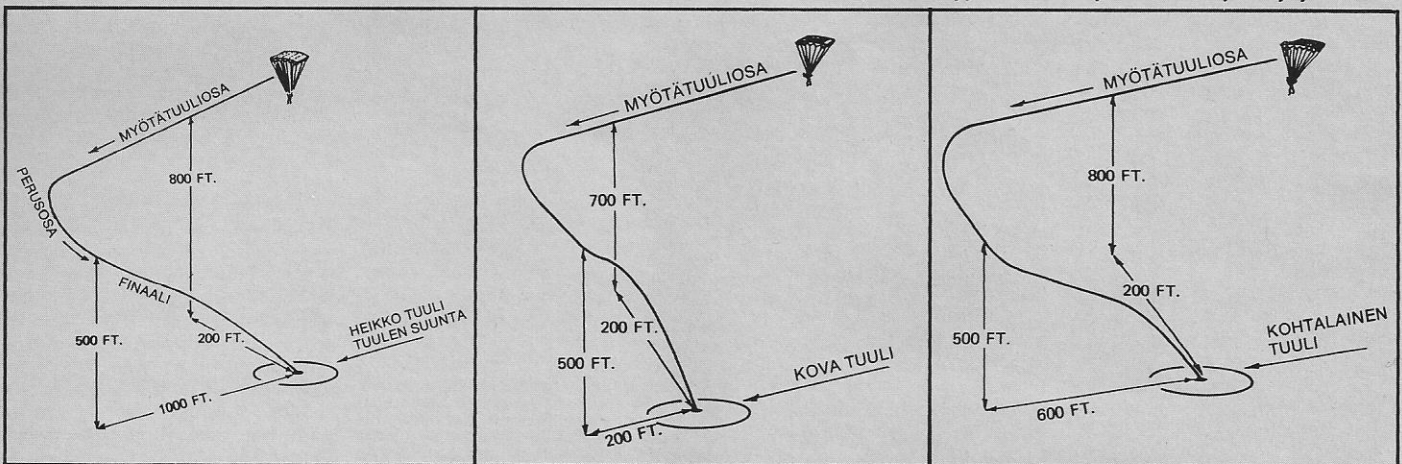 MYÖTÄTUULIOSA
800 FT.
PERUSOSA
FINAALI
500 FT.
200 FT.
HEIKKO TUULI
TUULEN SUUNTA
1000 FT.
MYÖTÄTUULIOSA
700 FT.
200 FT.
500 FT.
KOVA TUULI
200 FT.
MYÖTÄTUULIOSA
800 FT.
200 FT.
500 FT.
KOHTALAINEN
TUULI
600 FT.